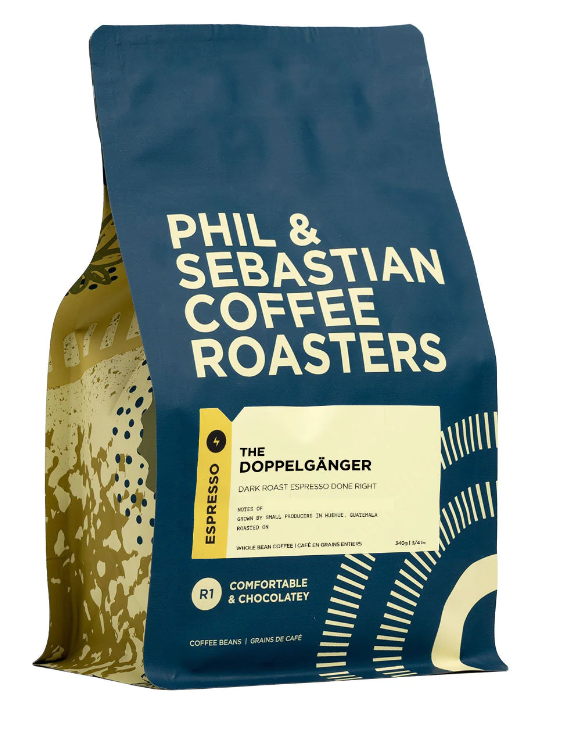 PHIL &
SEBASTIAN
COFFEE
ROASTERS
ESPRESSO
THE
DOPPELGÄNGER
DARK ROAST ESPRESSO DONE RIGHT
NOTES OF
GROWN BY SMALL PRODUCERS IN HUEHUE, GUATEMALA
ROASTED ON
WHOLE BEAN COFFEE | CAFÉ EN GRAINS ENTIERS
340g | 3/4
R1
COMFORTABLE
& CHOCOLATEY
COFFEE BEANS | GRAINS DE CAFÉ